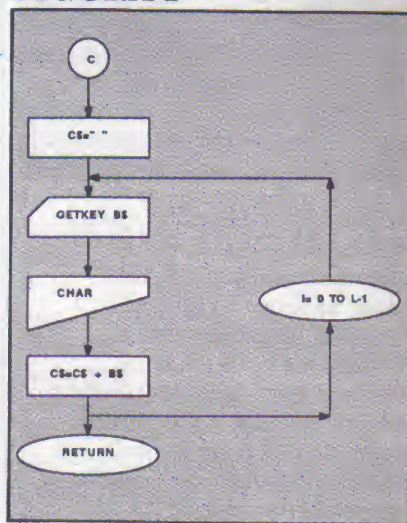 C
C$=" "
GETKEY B$
CHAR
I= 0 TO L-1
C$=C$ + B$
RETURN